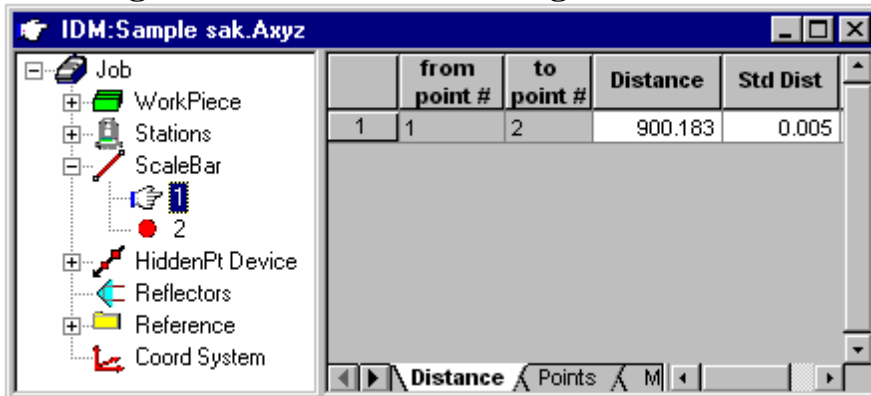 IDM:Sample sak.Axyz
Job
WorkPiece
Stations
ScaleBar
1
2
HiddenPt Device
Reflectors
Reference
Coord System
from point # to point # Distance Std Dist
1 1 2 900.183 0.005
Distance Points M